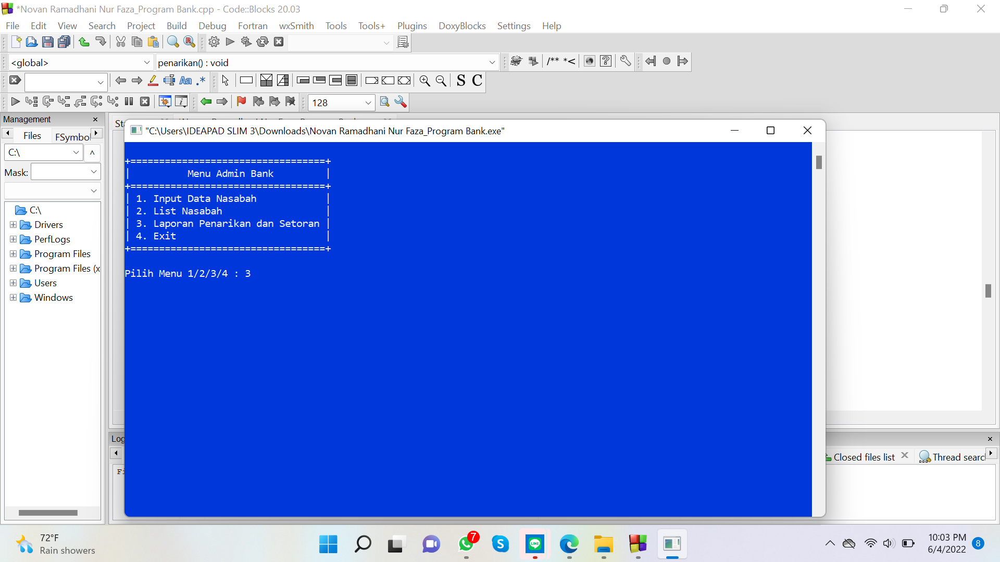 *Novan Ramadhani Nur Faza_Program Bank.cpp - Code::Blocks 20.03
File Edit View Search Project Build Debug Fortran wxSmith Tools Tools+ Plugins DoxyBlocks Settings Help
<global> penarikan() : void /** *<
Aa .* S C
128
Management
Files FSymbol
C:\ ^
Mask:
C:\
Drivers
PerfLogs
Program Files
Program Files (x
Users
Windows
"C:\Users\IDEAPAD SLIM 3\Downloads\Novan Ramadhani Nur Faza_Program Bank.exe"
+==================================+
| Menu Admin Bank |
+==================================+
| 1. Input Data Nasabah |
| 2. List Nasabah |
| 3. Laporan Penarikan dan Setoran |
| 4. Exit |
+==================================+
Pilih Menu 1/2/3/4 : 3
Closed files list Thread searc
72°F
Rain showers
7
LINE
10:03 PM
6/4/2022
8